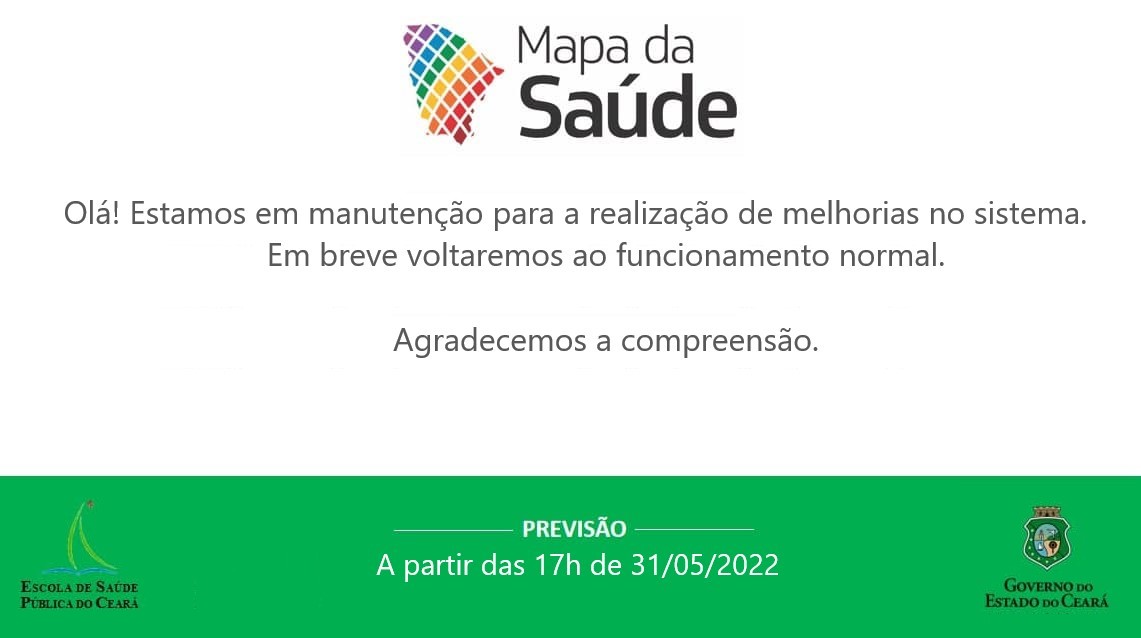 Mapa da
Saúde
Olá! Estamos em manutenção para a realização de melhorias no sistema.
Em breve voltaremos ao funcionamento normal.
Agradecemos a compreensão.
PREVISÃO
A partir das 17h de 31/05/2022
ESCOLA DE SAÚDE
PÚBLICA DO CEARÁ
GOVERNO DO
ESTADO DO CEARÁ